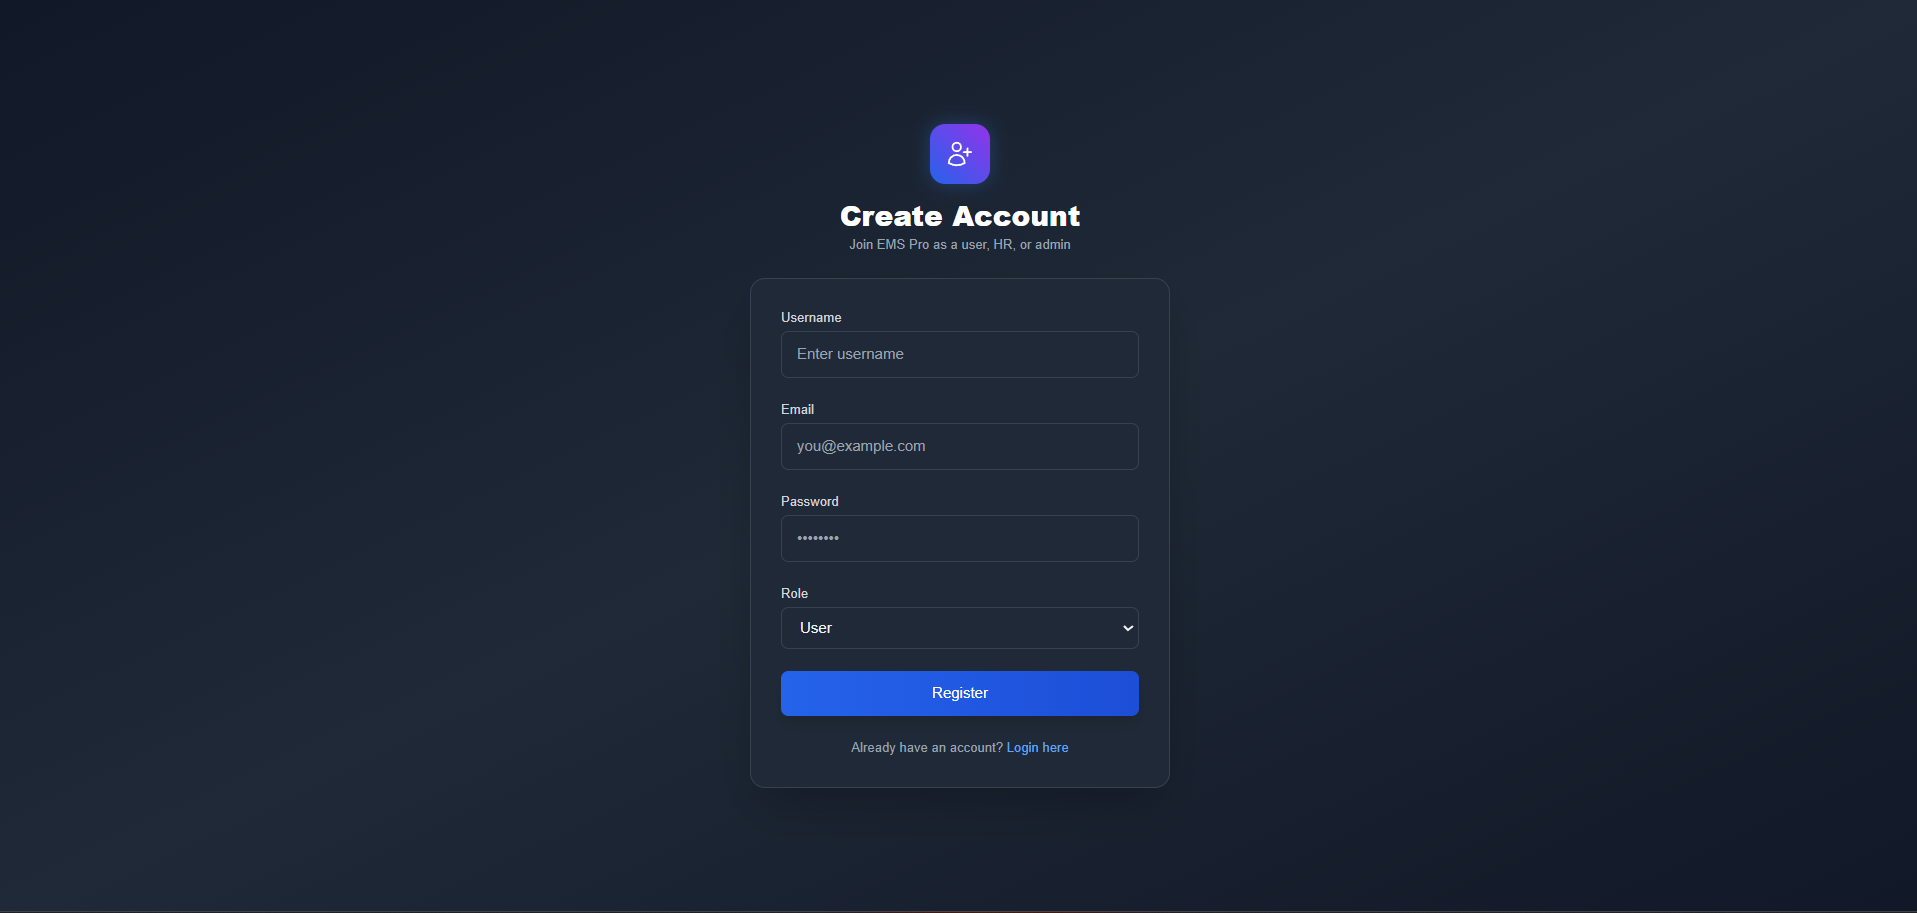 Create Account
Join EMS Pro as a user, HR, or admin
Username
Enter username
Email
you@example.com
Password
••••••••
Role
User
Register
Already have an account? Login here